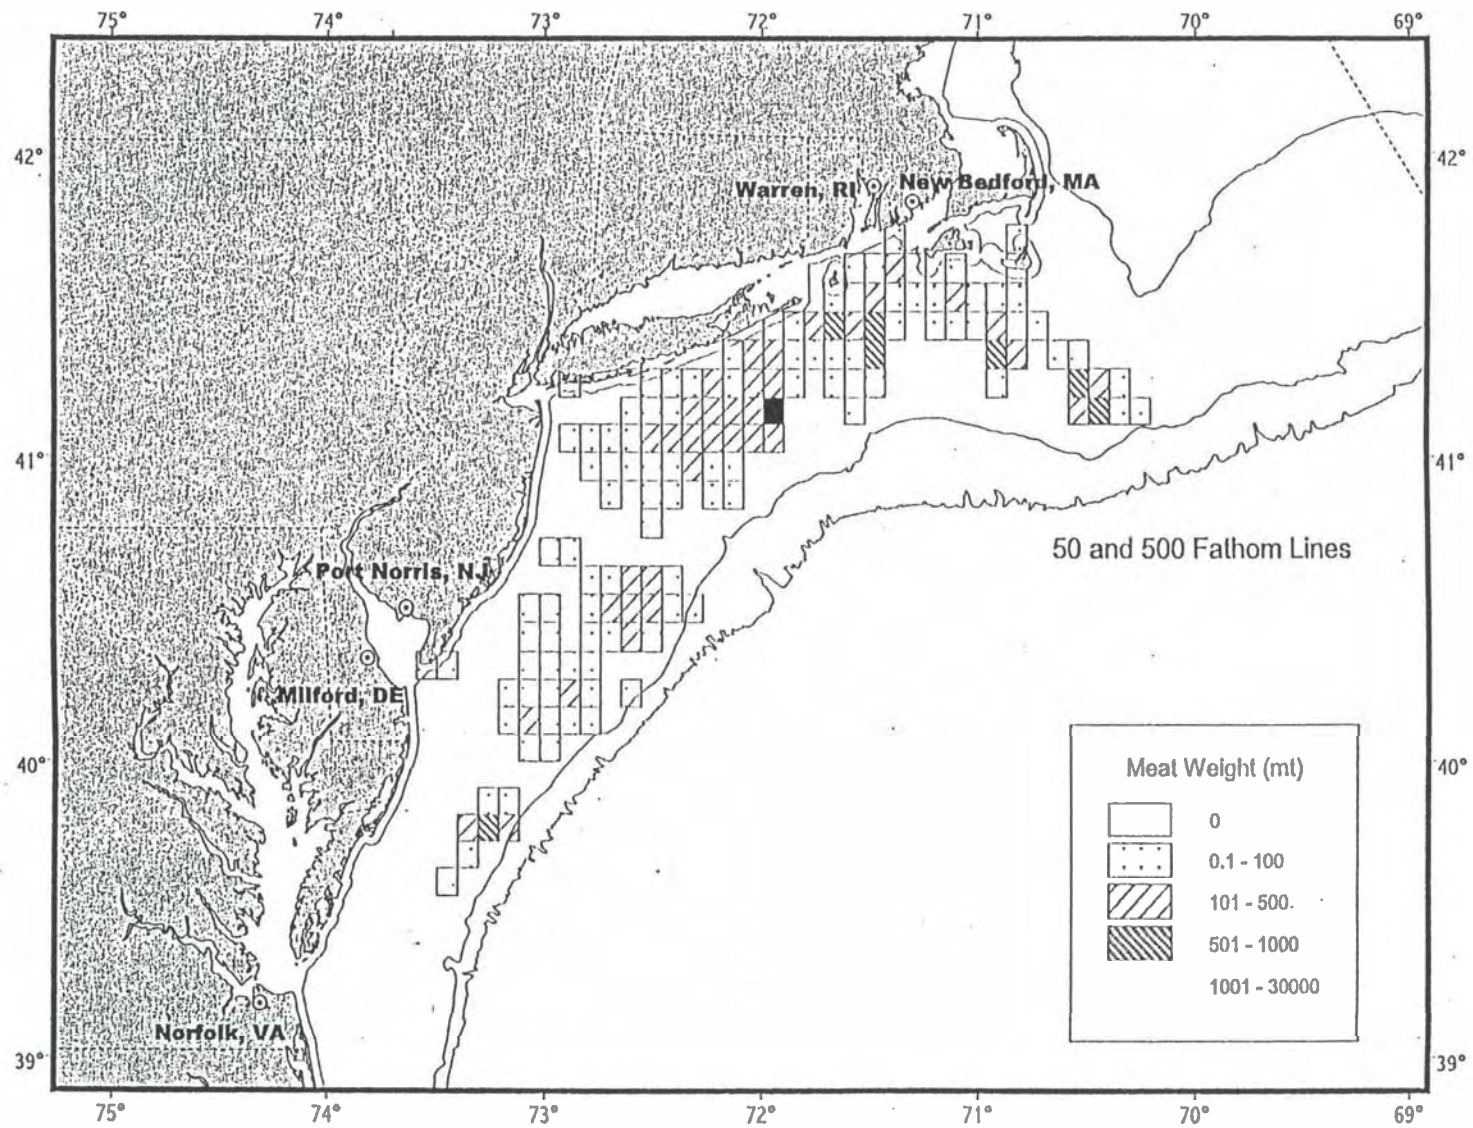 75° 74° 73° 72° 71° 70° 69°
42° 42°
Warren, RI New Bedford, MA
41° 41°
50 and 500 Fathom Lines
Port Norris, NJ
Milford, DE
40° 40°
Meat Weight (mt)
0
0.1 - 100
101 - 500.
501 - 1000
1001 - 30000
Norfolk, VA
39° 39°
75° 74° 73° 72° 71° 70° 69°